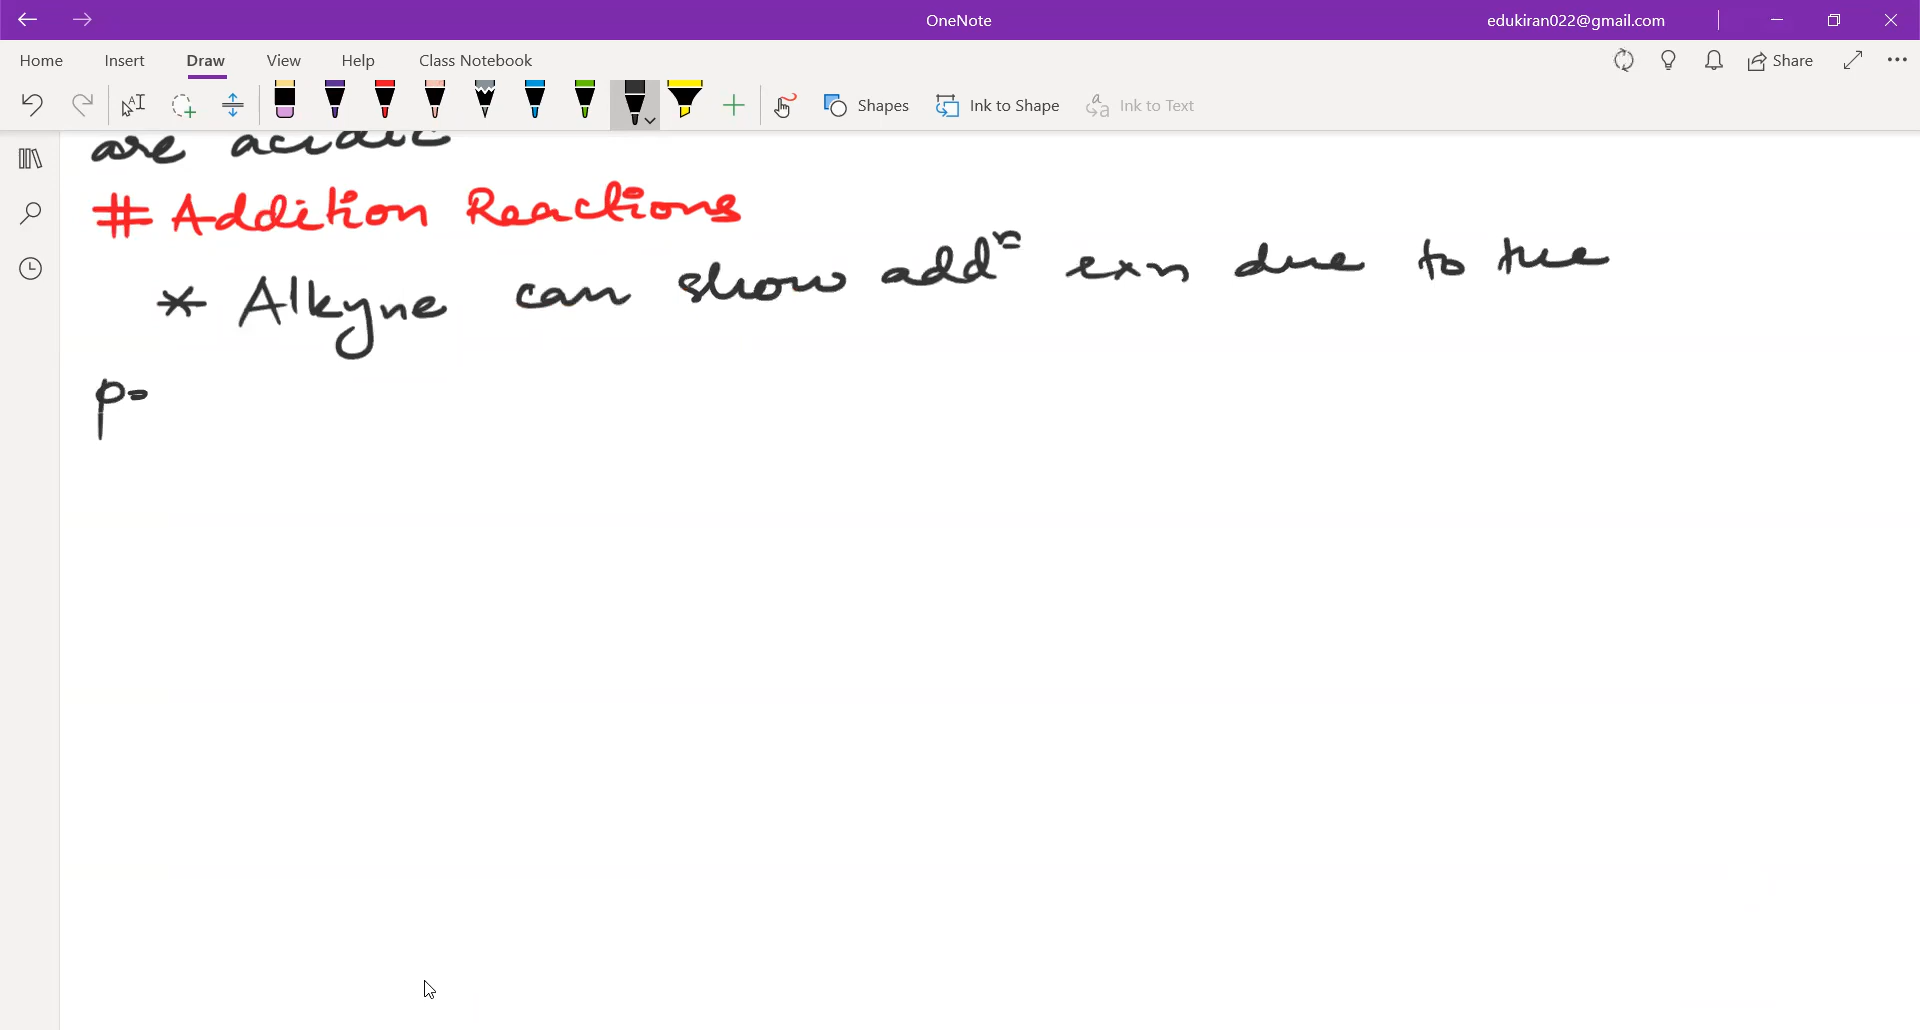 OneNote
edukiran022@gmail.com
Home Insert Draw View Help Class Notebook
Share
Shapes Ink to Shape Ink to Text
are acidic
# Addition Reactions
* Alkyne can show addn rxn due to the
p-